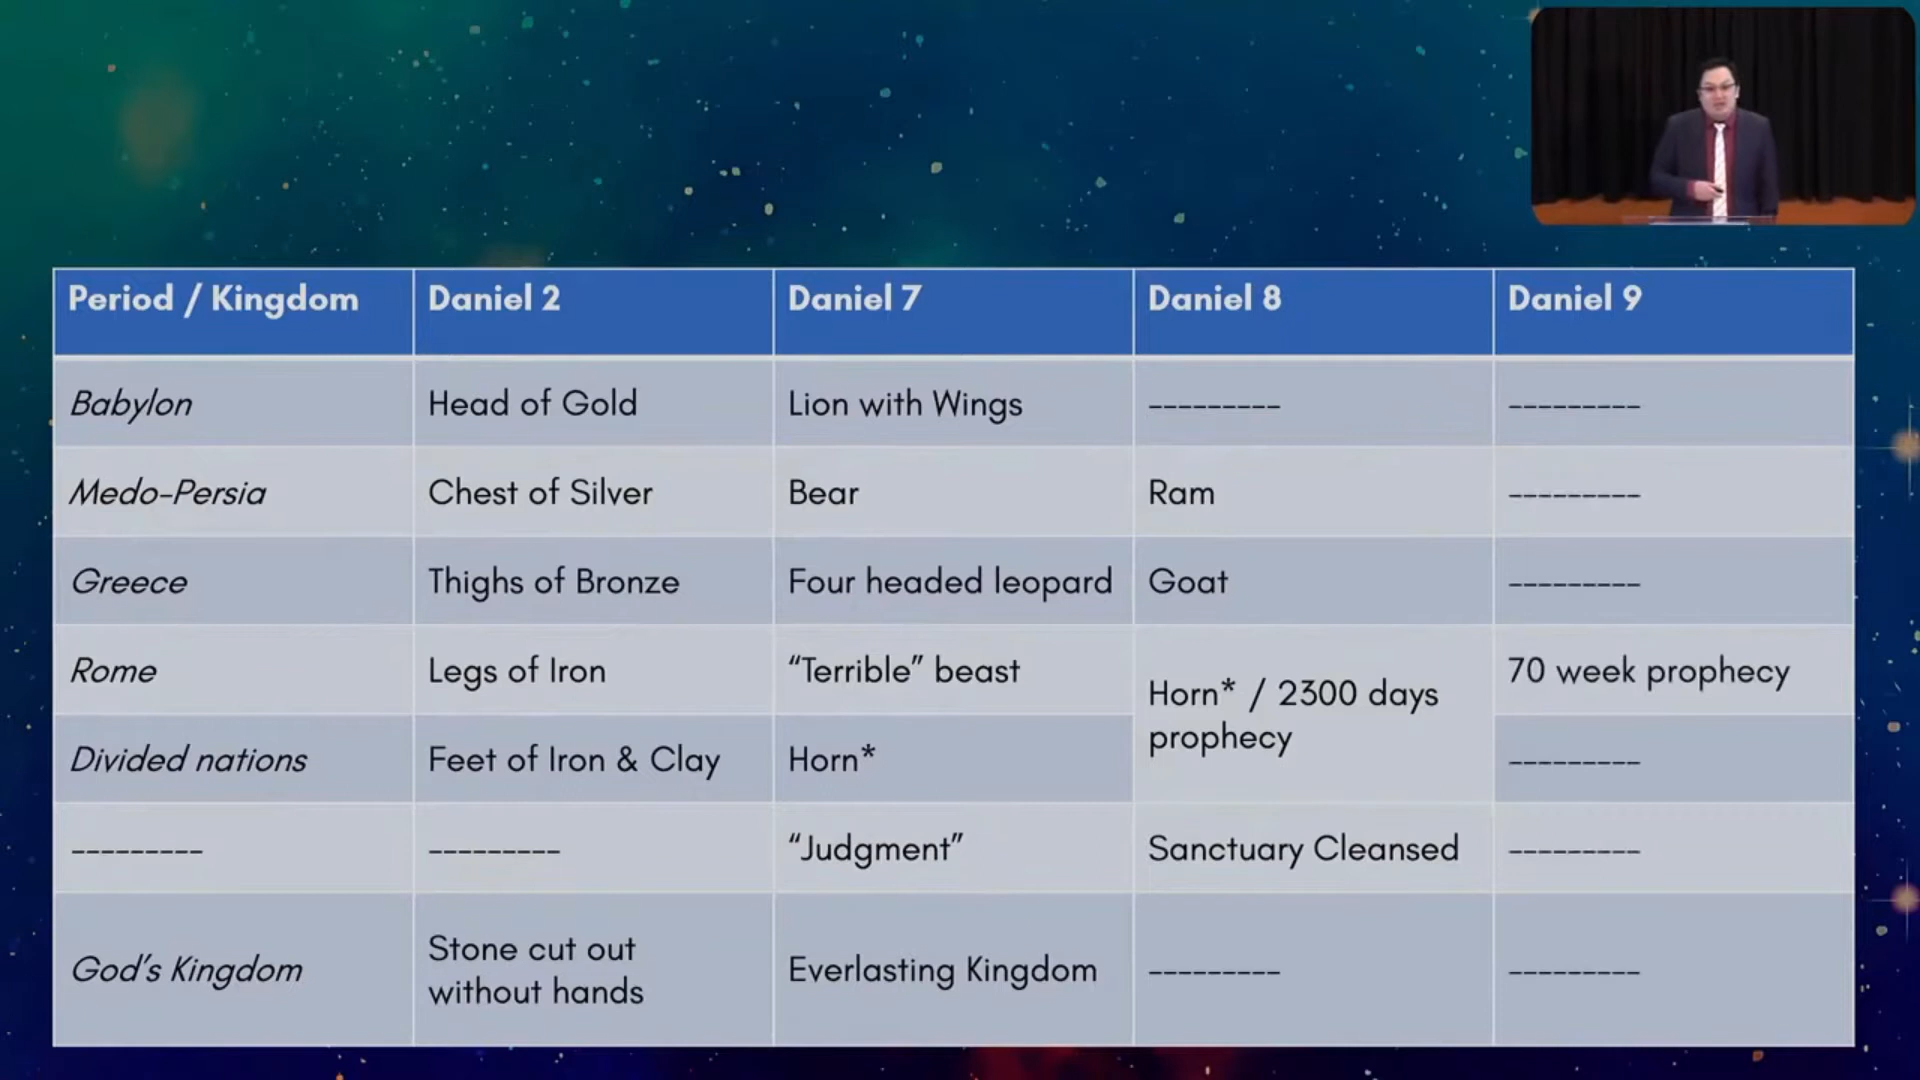 Period / Kingdom Daniel 2 Daniel 7 Daniel 8 Daniel 9
Babylon Head of Gold Lion with Wings --------- ---------
Medo-Persia Chest of Silver Bear Ram ---------
Greece Thighs of Bronze Four headed leopard Goat ---------
Rome Legs of Iron “Terrible” beast Horn* / 2300 days prophecy 70 week prophecy
Divided nations Feet of Iron & Clay Horn* ---------
--------- --------- “Judgment” Sanctuary Cleansed ---------
God’s Kingdom Stone cut out without hands Everlasting Kingdom --------- ---------